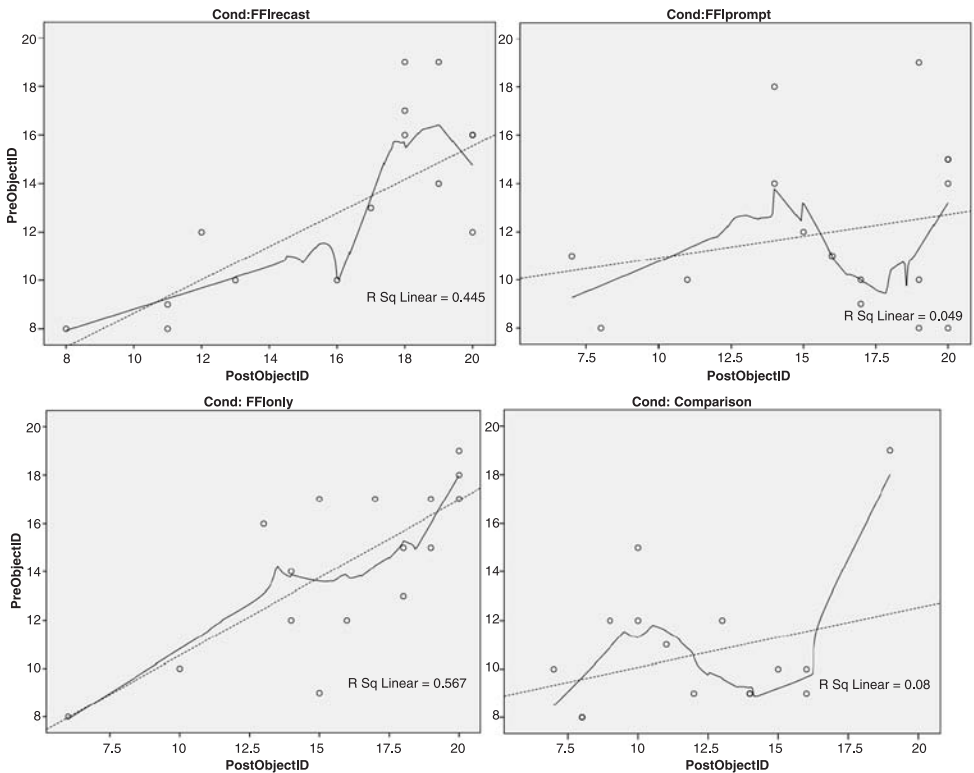 Cond:FFIrecast
20
18
16
14
12
10
8
PreObjectID
R Sq Linear = 0.445
8 10 12 14 16 18 20
PostObjectID
Cond:FFIprompt
20
18
16
14
12
10
8
R Sq Linear = 0.049
7.5 10 12.5 15 17.5 20
PostObjectID
Cond: FFIonly
20
18
16
14
12
10
8
PreObjectID
R Sq Linear = 0.567
7.5 10 12.5 15 17.5 20
PostObjectID
Cond: Comparison
20
18
16
14
12
10
8
R Sq Linear = 0.08
7.5 10 12.5 15 17.5 20
PostObjectID